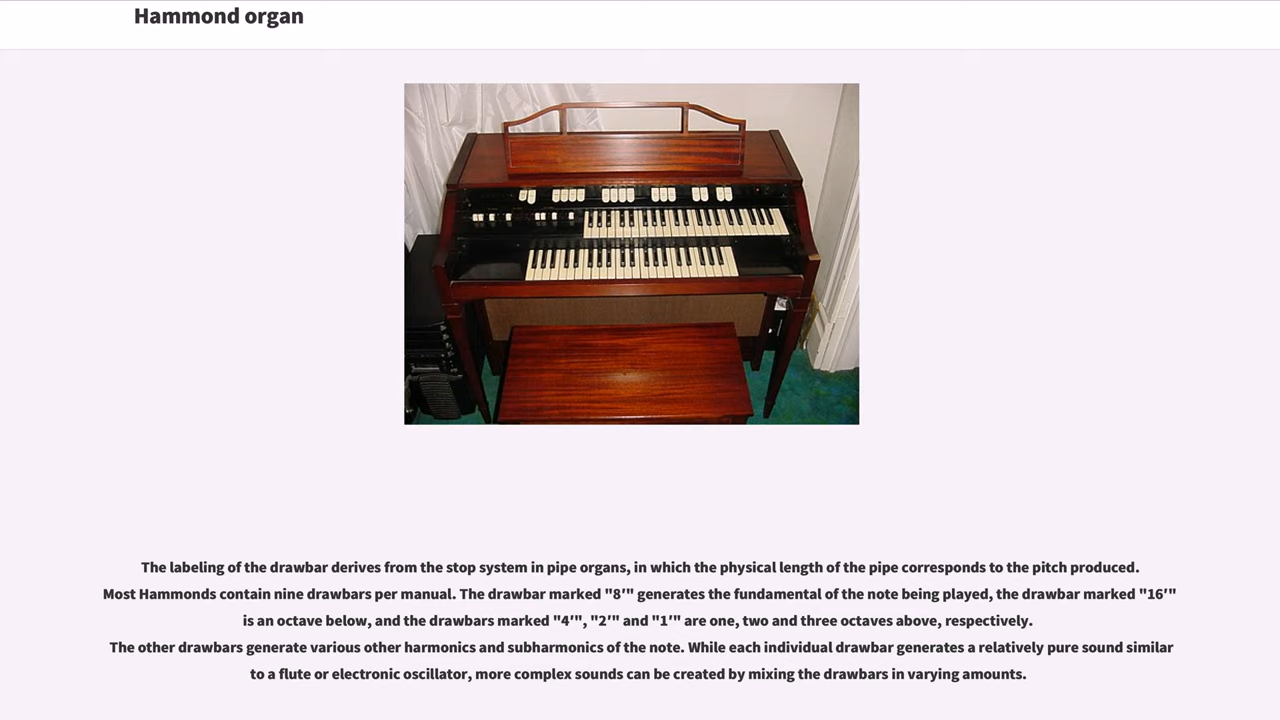 Hammond organ
The labeling of the drawbar derives from the stop system in pipe organs, in which the physical length of the pipe corresponds to the pitch produced.
Most Hammonds contain nine drawbars per manual. The drawbar marked "8′" generates the fundamental of the note being played, the drawbar marked "16′"
is an octave below, and the drawbars marked "4′", "2′" and "1′" are one, two and three octaves above, respectively.
The other drawbars generate various other harmonics and subharmonics of the note. While each individual drawbar generates a relatively pure sound similar
to a flute or electronic oscillator, more complex sounds can be created by mixing the drawbars in varying amounts.